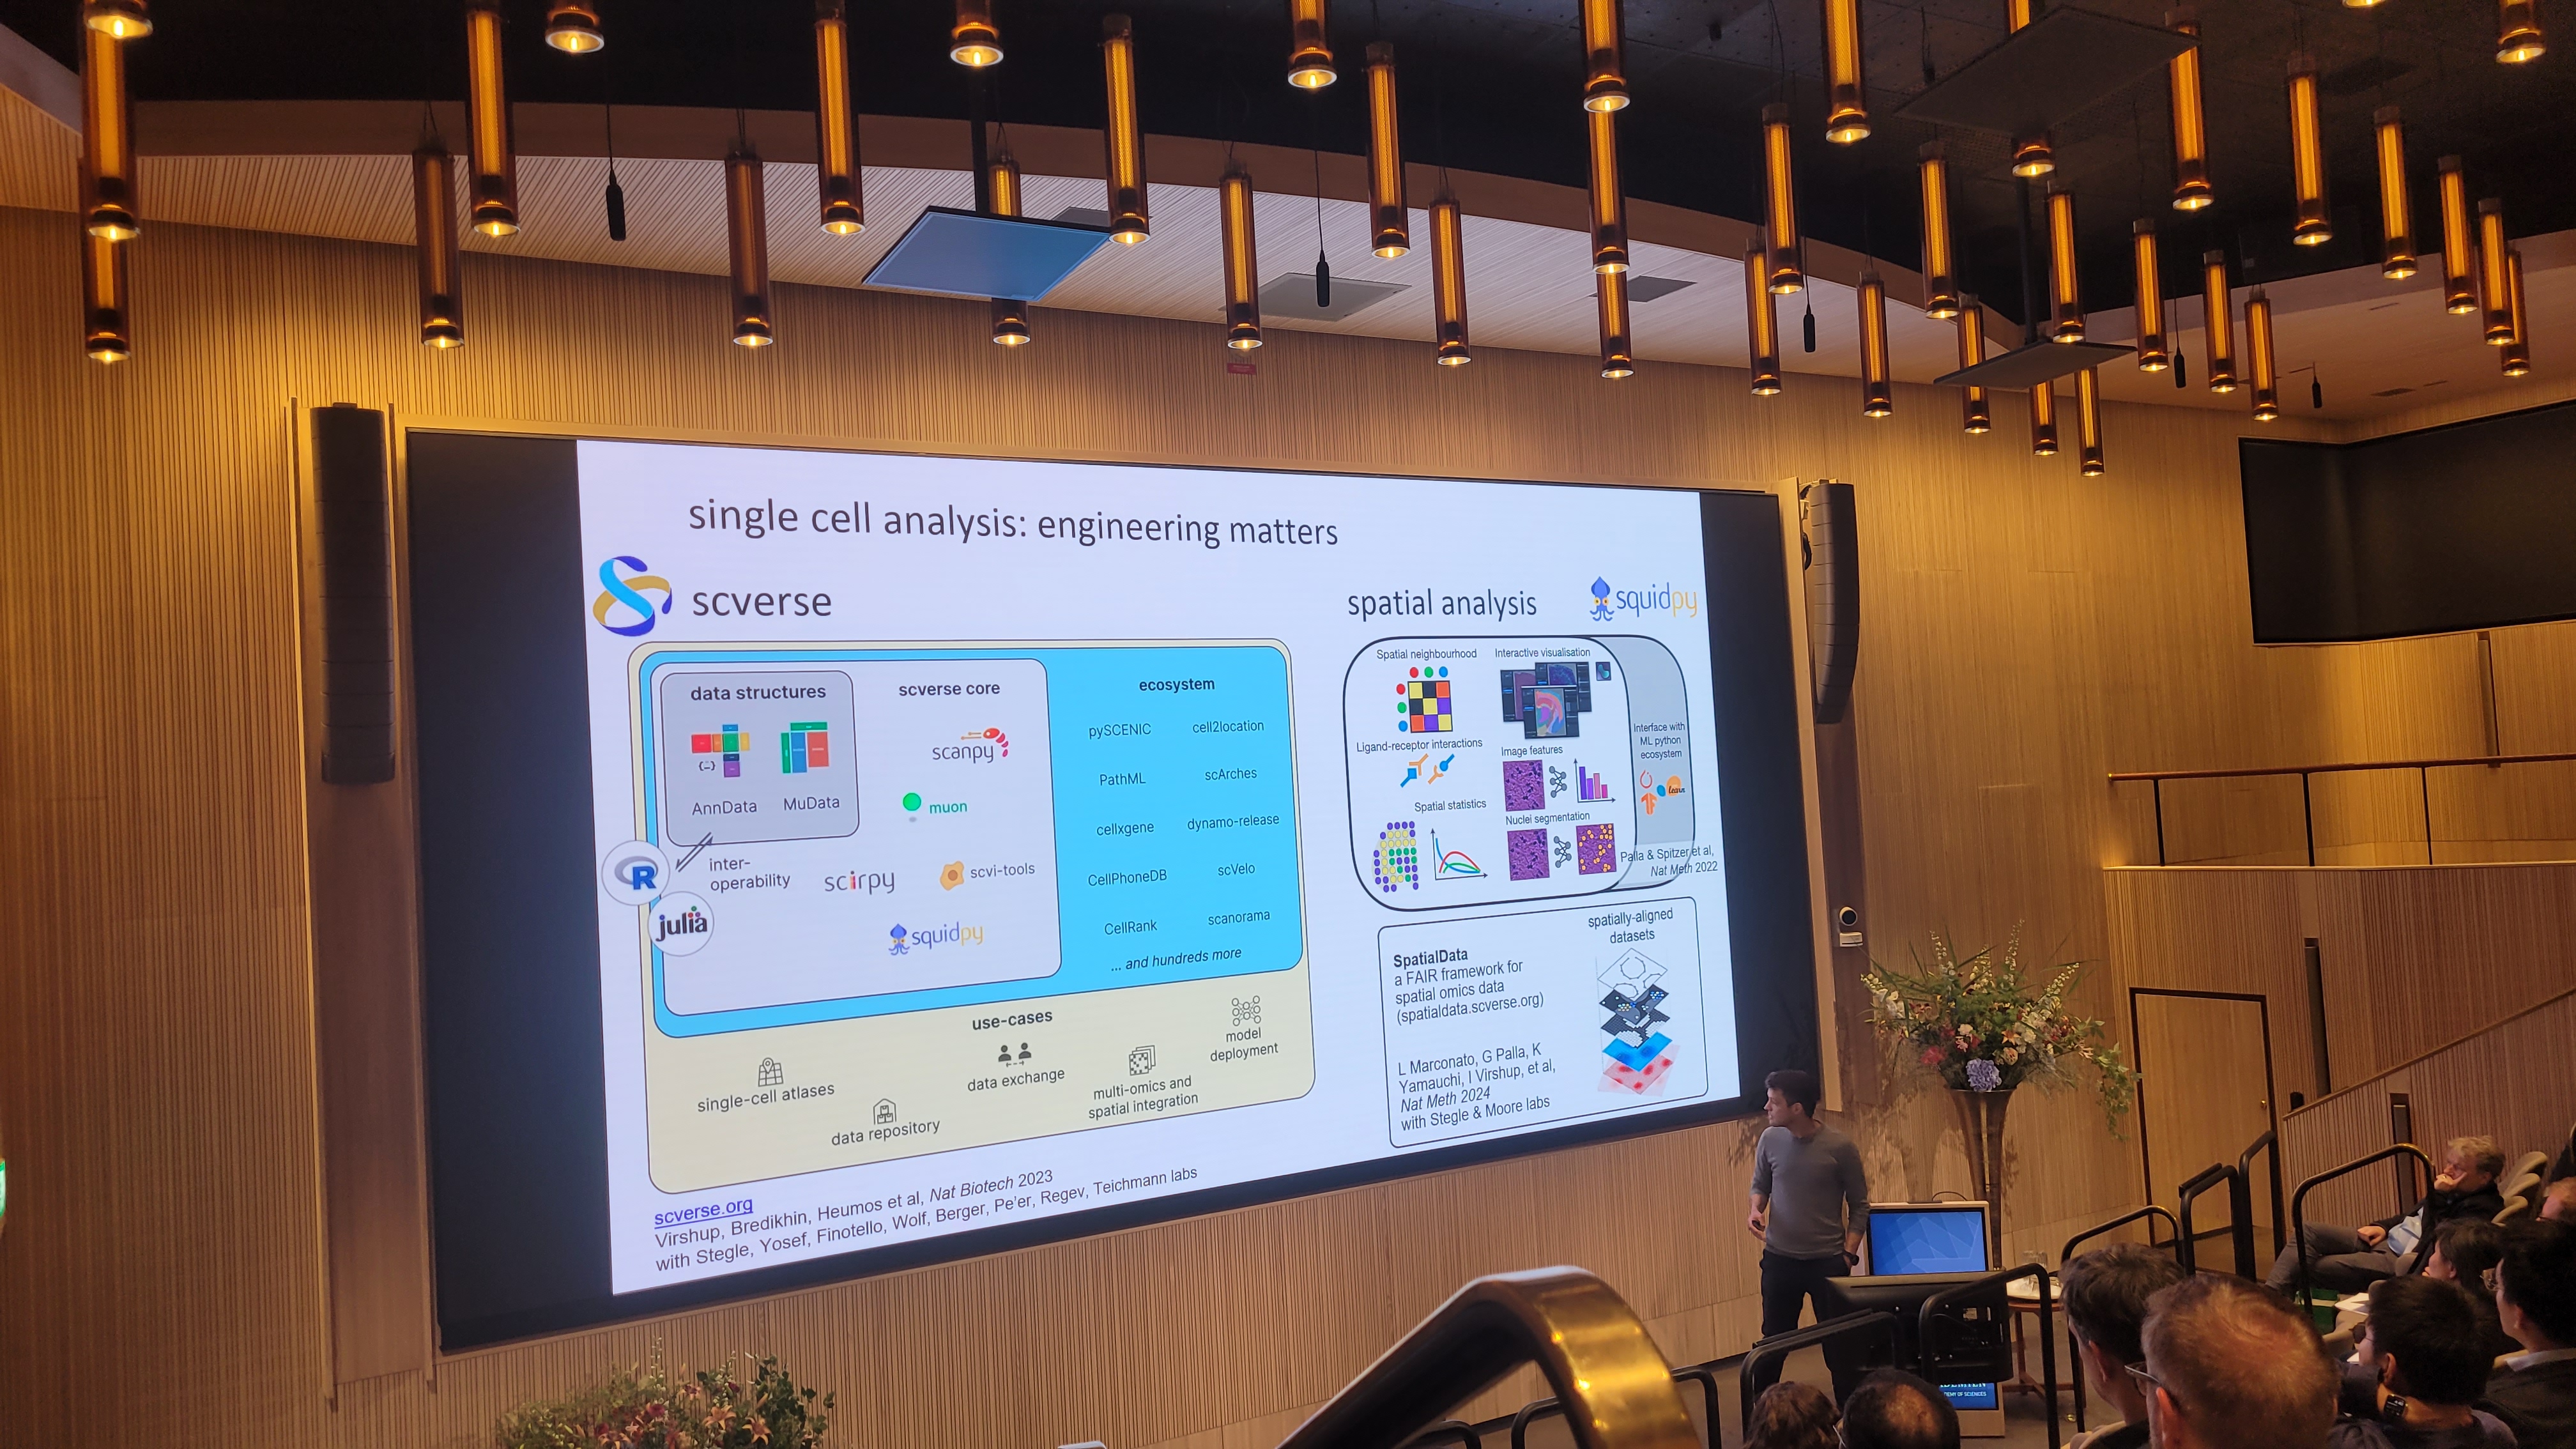 single cell analysis: engineering matters
scverse
data structures
AnnData
MuData
scverse core
scanpy
muon
inter-
operability
scirpy
scvi-tools
squidpy
R
julia
ecosystem
pySCENIC
cell2location
PathML
scArches
cellxgene
dynamo-release
CellPhoneDB
scVelo
CellRank
scanorama
... and hundreds more
use-cases
single-cell atlases
data repository
data exchange
multi-omics and
spatial integration
model
deployment
scverse.org
Virshup, Bredikhin, Heumos et al, Nat Biotech 2023
with Stegle, Yosef, Finotello, Wolf, Berger, Pe'er, Regev, Teichmann labs
spatial analysis
squidpy
Spatial neighbourhood
Interactive visualisation
Ligand-receptor interactions
Image features
Spatial statistics
Nuclei segmentation
Interface with
ML python
ecosystem
learn
Palla & Spitzer et al,
Nat Meth 2022
SpatialData
a FAIR framework for
spatial omics data
(spatialdata.scverse.org)
L Marconato, G Palla, K
Yamauchi, I Virshup, et al,
Nat Meth 2024
with Stegle & Moore labs
spatially-aligned
datasets